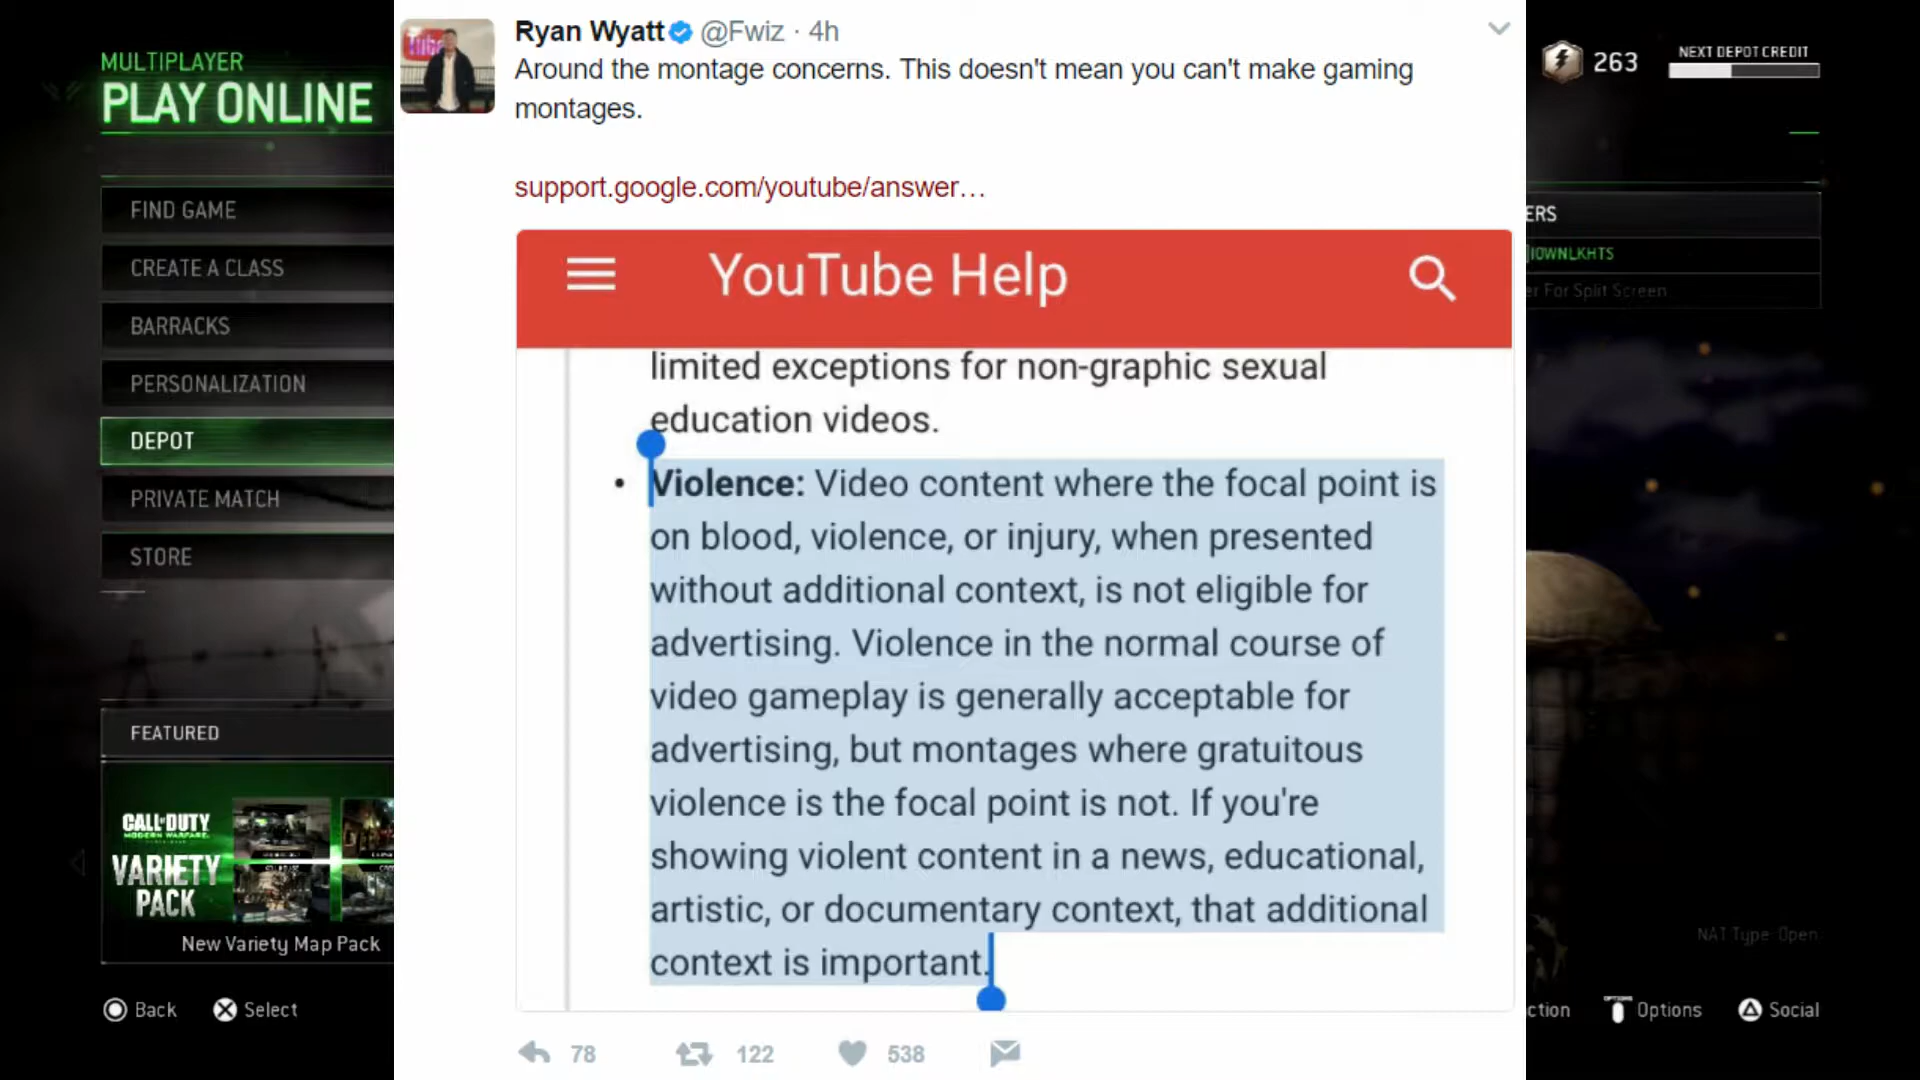 MULTIPLAYER
PLAY ONLINE
FIND GAME
CREATE A CLASS
BARRACKS
PERSONALIZATION
DEPOT
PRIVATE MATCH
STORE
FEATURED
CALL OF DUTY
MODERN WARFARE
VARIETY
PACK
New Variety Map Pack
Back Select
Ryan Wyatt @Fwiz · 4h
Around the montage concerns. This doesn't mean you can't make gaming
montages.
support.google.com/youtube/answer…
YouTube Help
limited exceptions for non-graphic sexual
education videos.
• Violence: Video content where the focal point is
on blood, violence, or injury, when presented
without additional context, is not eligible for
advertising. Violence in the normal course of
video gameplay is generally acceptable for
advertising, but montages where gratuitous
violence is the focal point is not. If you're
showing violent content in a news, educational,
artistic, or documentary context, that additional
context is important.
78 122 538
263
NEXT DEPOT CREDIT
ERS
IOWNLKHTS
er For Split Screen
NAT Type: Open
ction Options Social